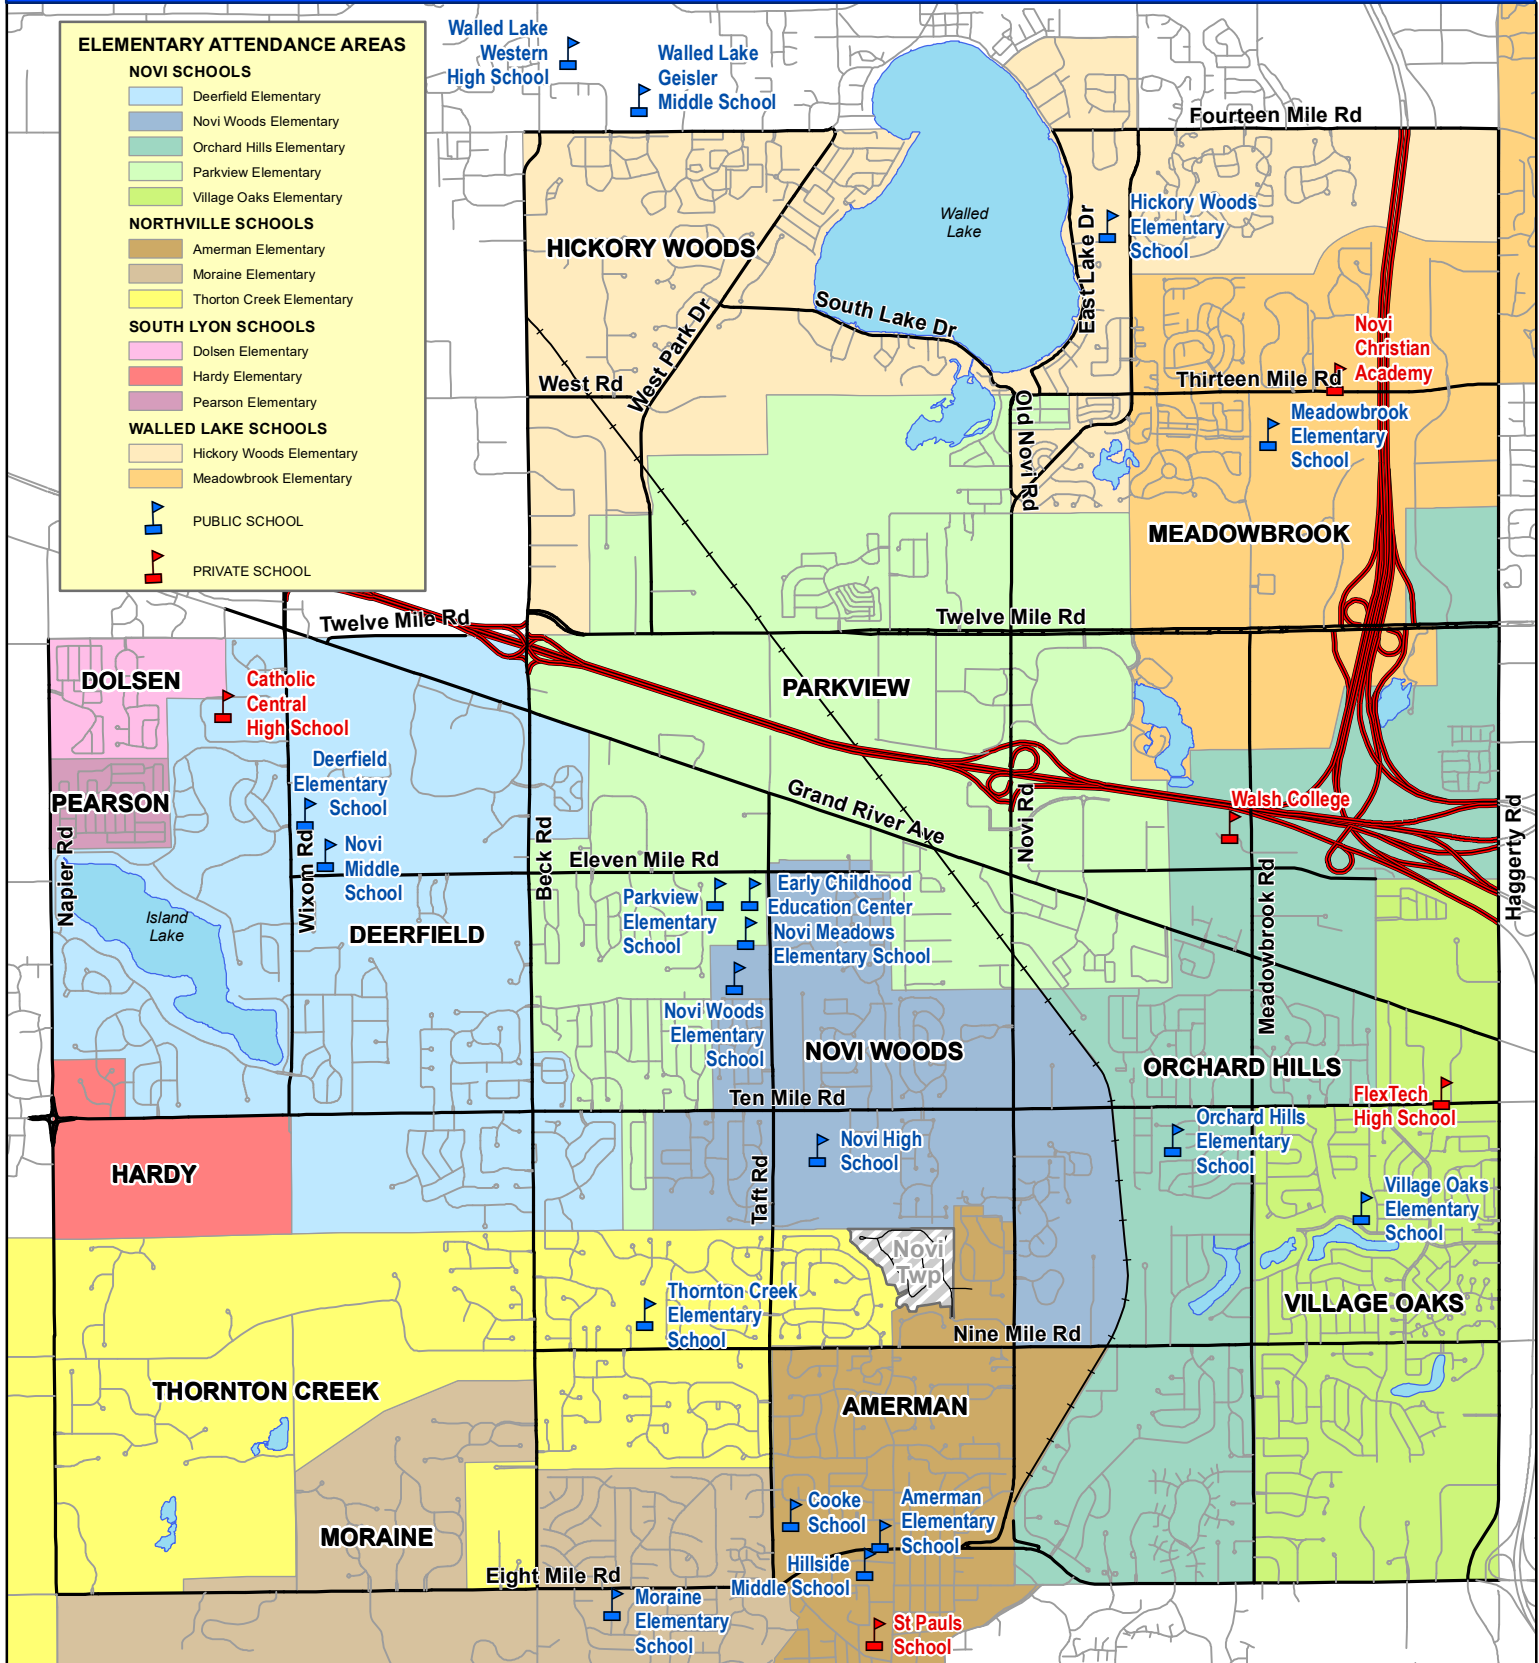 ELEMENTARY ATTENDANCE AREAS
NOVI SCHOOLS
Deerfield Elementary
Novi Woods Elementary
Orchard Hills Elementary
Parkview Elementary
Village Oaks Elementary
NORTHVILLE SCHOOLS
Amerman Elementary
Moraine Elementary
Thorton Creek Elementary
SOUTH LYON SCHOOLS
Dolsen Elementary
Hardy Elementary
Pearson Elementary
WALLED LAKE SCHOOLS
Hickory Woods Elementary
Meadowbrook Elementary
PUBLIC SCHOOL
PRIVATE SCHOOL
Walled Lake
Western
High School
Walled Lake
Geisler
Middle School
Fourteen Mile Rd
Walled
Lake
Hickory Woods
Elementary
School
HICKORY WOODS
East Lake Dr
South Lake Dr
West Park Dr
West Rd
Novi
Christian
Academy
Thirteen Mile Rd
Old Novi Rd
Meadowbrook
Elementary
School
MEADOWBROOK
Twelve Mile Rd
Twelve Mile Rd
DOLSEN
Catholic
Central
High School
PARKVIEW
Deerfield
Elementary
School
PEARSON
Grand River Ave
Walsh College
Novi Rd
Napier Rd
Wixom Rd
Novi
Middle
School
Beck Rd
Eleven Mile Rd
Haggerty Rd
Meadowbrook Rd
Parkview
Elementary
School
Early Childhood
Education Center
Novi Meadows
Elementary School
Island
Lake
DEERFIELD
Novi Woods
Elementary
School
NOVI WOODS
ORCHARD HILLS
Ten Mile Rd
FlexTech
High School
Orchard Hills
Elementary
School
Novi High
School
HARDY
Taft Rd
Village Oaks
Elementary
School
Novi
Twp
Thornton Creek
Elementary
School
VILLAGE OAKS
Nine Mile Rd
THORNTON CREEK
AMERMAN
Cooke
School
Amerman
Elementary
School
MORAINE
Hillside
Middle School
Eight Mile Rd
Moraine
Elementary
School
St Pauls
School